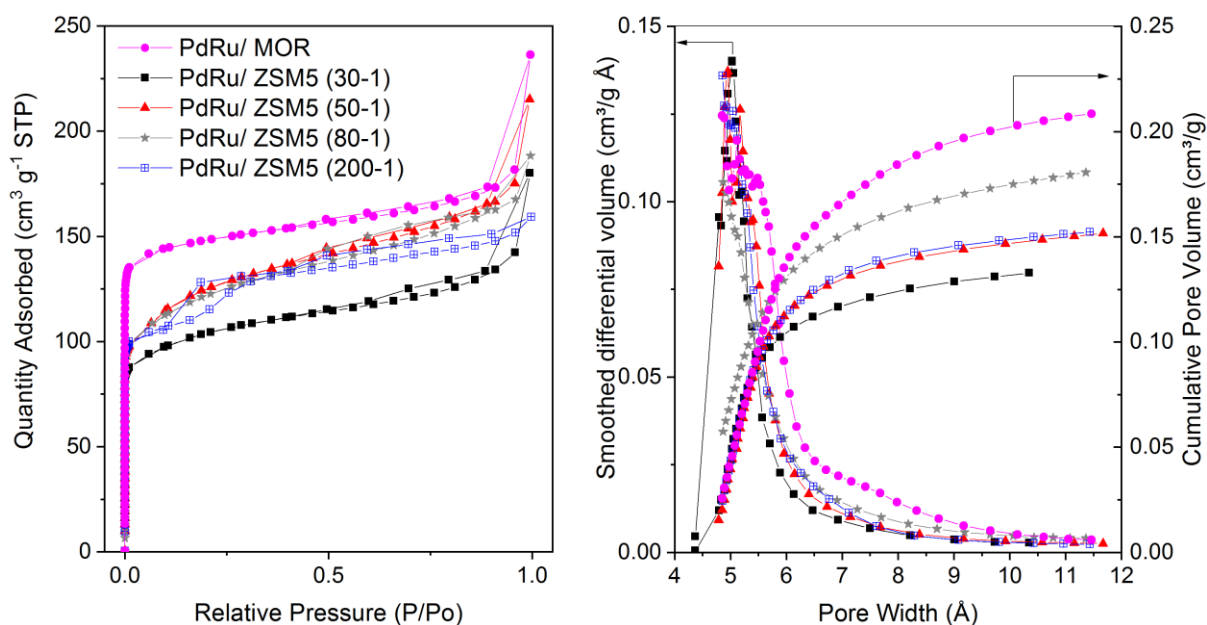 250
200
150
100
50
0
Quantity Adsorbed (cm³ g⁻¹ STP)
PdRu/ MOR
PdRu/ ZSM5 (30-1)
PdRu/ ZSM5 (50-1)
PdRu/ ZSM5 (80-1)
PdRu/ ZSM5 (200-1)
0.0 0.5 1.0
Relative Pressure (P/Po)
0.15
0.10
0.05
0.00
Smoothed differential volume (cm³/g Å)
4 5 6 7 8 9 10 11 12
Pore Width (Å)
0.25
0.20
0.15
0.10
0.05
0.00
Cumulative Pore Volume (cm³/g)